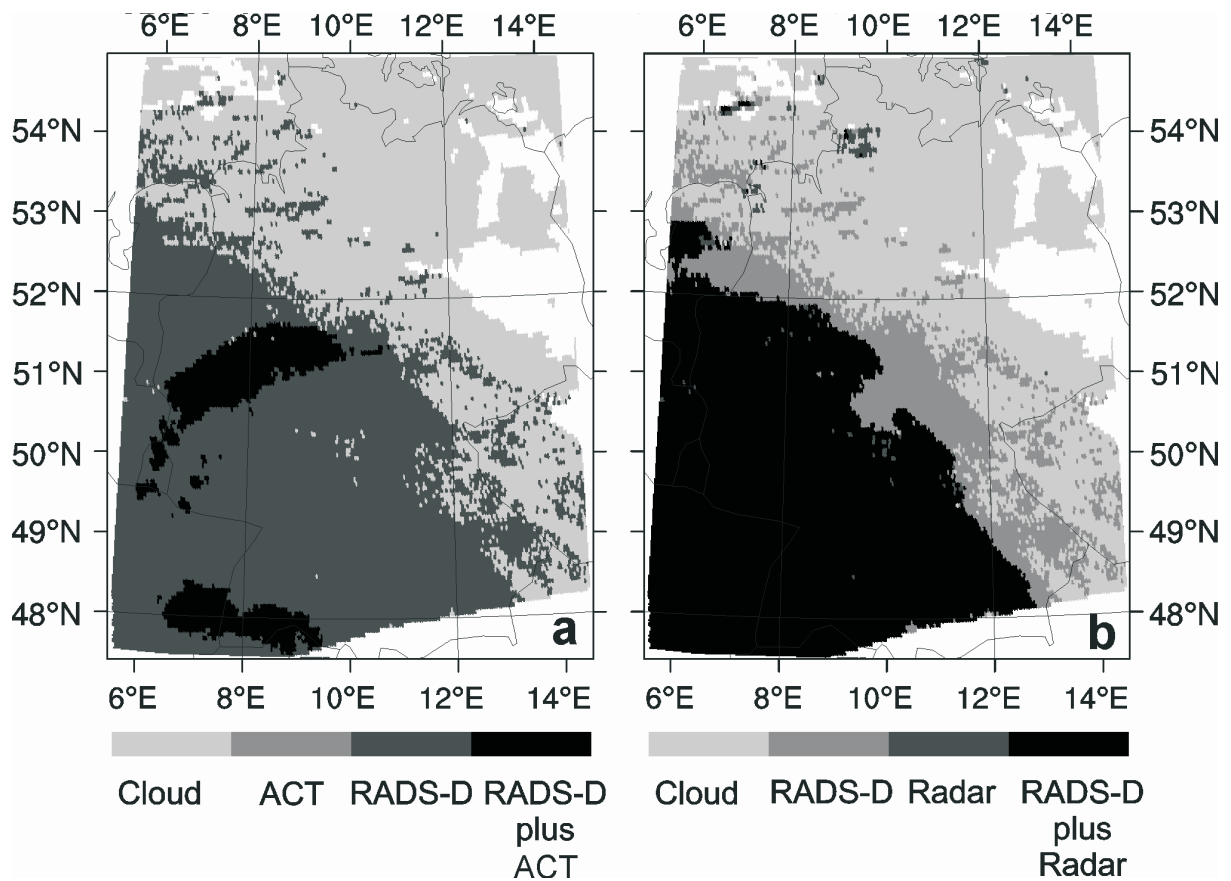 6°E 8°E 10°E 12°E 14°E 6°E 8°E 10°E 12°E 14°E
54°N 54°N
53°N 53°N
52°N 52°N
51°N 51°N
50°N 50°N
49°N 49°N
48°N a b 48°N
6°E 8°E 10°E 12°E 14°E 6°E 8°E 10°E 12°E 14°E
Cloud ACT RADS-D RADS-D Cloud RADS-D Radar RADS-D
plus plus
ACT Radar